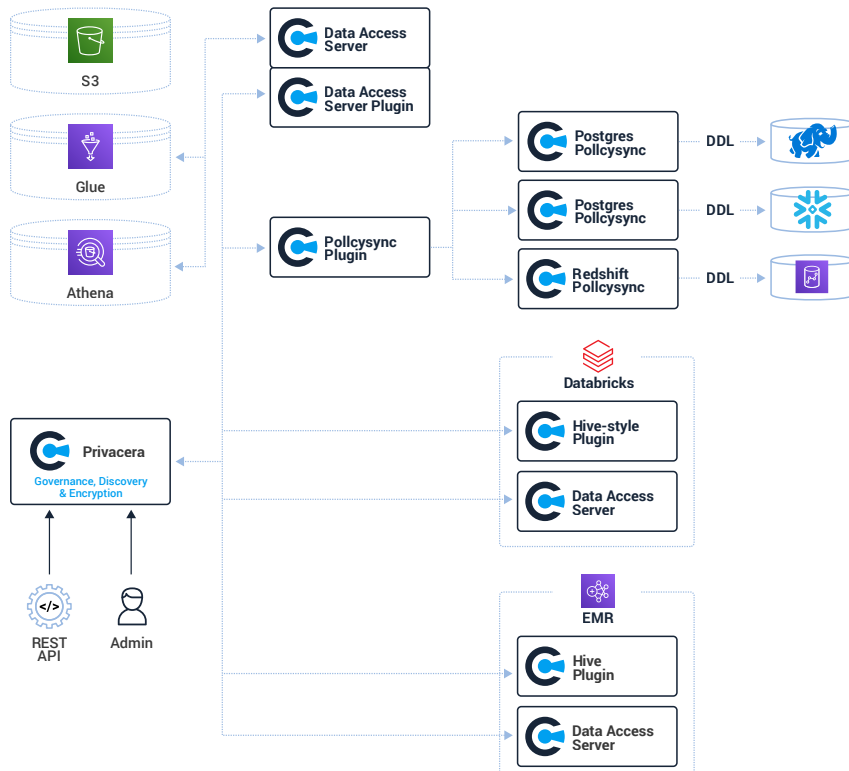 S3
Glue
Athena
Data Access
Server
Data Access
Server Plugin
Pollcysync
Plugin
Postgres
Pollcysync
DDL
Postgres
Pollcysync
DDL
Redshift
Pollcysync
DDL
Databricks
Hive-style
Plugin
Data Access
Server
Privacera
Governance, Discovery
& Encryption
</>
REST
API
Admin
EMR
Hive
Plugin
Data Access
Server